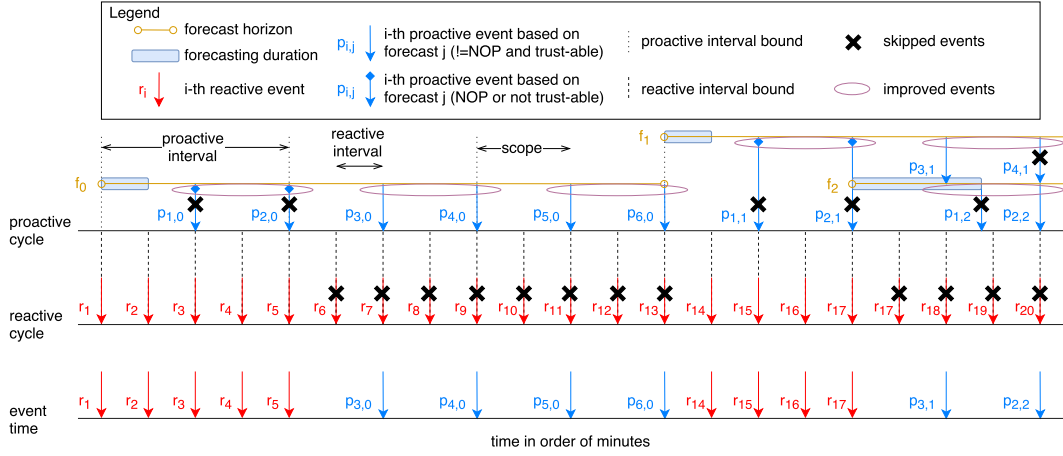 Legend
forecast horizon
forecasting duration
r_i i-th reactive event
p_i,j i-th proactive event based on
forecast j (!=NOP and trust-able)
p_i,j i-th proactive event based on
forecast j (NOP or not trust-able)
proactive interval bound
reactive interval bound
skipped events
improved events
proactive
interval
reactive
interval
scope
f_1
p_3,1 p_4,1
f_0 f_2
p_1,0 p_2,0 p_3,0 p_4,0 p_5,0 p_6,0 p_1,1 p_2,1 p_1,2 p_2,2
proactive
cycle
r_1 r_2 r_3 r_4 r_5 r_6 r_7 r_8 r_9 r_10 r_11 r_12 r_13 r_14 r_15 r_16 r_17 r_17 r_18 r_19 r_20
reactive
cycle
r_1 r_2 r_3 r_4 r_5 p_3,0 p_4,0 p_5,0 p_6,0 r_14 r_15 r_16 r_17 p_3,1 p_2,2
event
time
time in order of minutes